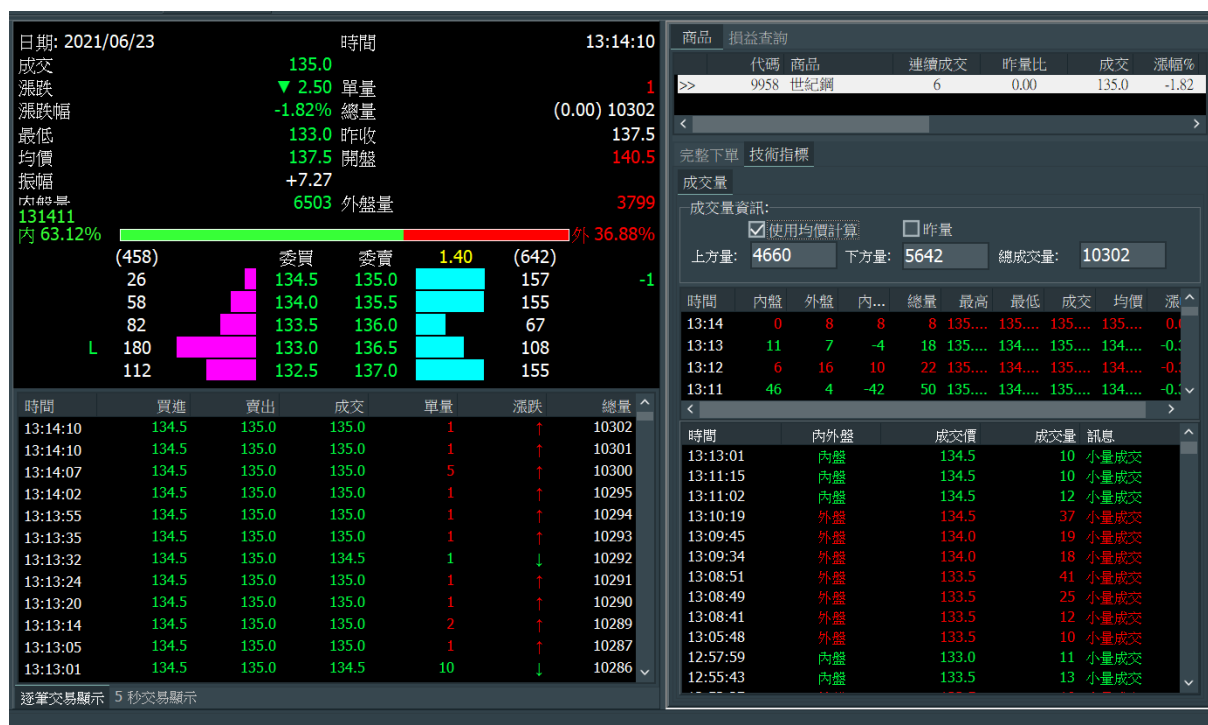 日期: 2021/06/23 時間 13:14:10
成交 135.0
漲跌 ▼ 2.50 單量 1
漲跌幅 -1.82% 總量 (0.00) 10302
最低 133.0 昨收 137.5
均價 137.5 開盤 140.5
振幅 +7.27
內盤量 6503 外盤量 3799
131411
內 63.12% 外 36.88%
(458) 委買 委賣 1.40 (642)
26 134.5 135.0 157 -1
58 134.0 135.5 155
82 133.5 136.0 67
L 180 133.0 136.5 108
112 132.5 137.0 155
時間 買進 賣出 成交 單量 漲跌 總量
13:14:10 134.5 135.0 135.0 1 ↑ 10302
13:14:10 134.5 135.0 135.0 1 ↑ 10301
13:14:07 134.5 135.0 135.0 5 ↑ 10300
13:14:02 134.5 135.0 135.0 1 ↑ 10295
13:13:55 134.5 135.0 135.0 1 ↑ 10294
13:13:35 134.5 135.0 135.0 1 ↑ 10293
13:13:32 134.5 135.0 134.5 1 ↓ 10292
13:13:24 134.5 135.0 135.0 1 ↑ 10291
13:13:20 134.5 135.0 135.0 1 ↑ 10290
13:13:14 134.5 135.0 135.0 2 ↑ 10289
13:13:05 134.5 135.0 135.0 1 ↑ 10287
13:13:01 134.5 135.0 134.5 10 ↓ 10286
逐筆交易顯示 5 秒交易顯示
商品 損益查詢
代碼 商品 連續成交 昨量比 成交 漲幅%
>> 9958 世紀鋼 6 0.00 135.0 -1.82
完整下單 技術指標
成交量
成交量資訊:
使用均價計算 昨量
上方量: 4660 下方量: 5642 總成交量: 10302
時間 內盤 外盤 內... 總量 最高 最低 成交 均價 漲
13:14 0 8 8 8 135.... 135.... 135.... 135....
13:13 11 7 -4 18 135.... 134.... 135.... 134....
13:12 6 16 10 22 135.... 134.... 135.... 134....
13:11 46 4 -42 50 135.... 134.... 135.... 134....
時間 內外盤 成交價 成交量 訊息
13:13:01 內盤 134.5 10 小量成交
13:11:15 內盤 134.5 10 小量成交
13:11:02 內盤 134.5 12 小量成交
13:10:19 外盤 134.5 37 小量成交
13:09:45 外盤 134.0 19 小量成交
13:09:34 外盤 134.0 18 小量成交
13:08:51 外盤 133.5 41 小量成交
13:08:49 外盤 133.5 25 小量成交
13:08:41 外盤 133.5 12 小量成交
13:05:48 外盤 133.5 10 小量成交
12:57:59 內盤 133.0 11 小量成交
12:55:43 內盤 133.5 13 小量成交